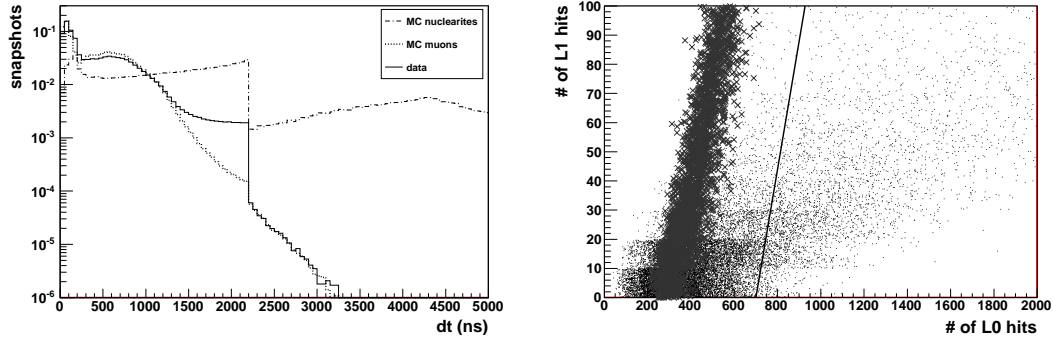 snapshots
10^-1
10^-2
10^-3
10^-4
10^-5
10^-6
MC nuclearites
MC muons
data
0 500 1000 1500 2000 2500 3000 3500 4000 4500 5000
dt (ns)
# of L1 hits
100
90
80
70
60
50
40
30
20
10
0
0 200 400 600 800 1000 1200 1400 1600 1800 2000
# of L0 hits